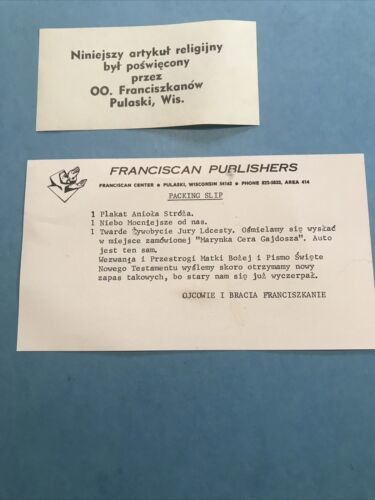 Niniejszy artykuł religijny
był poświęcony
przez
OO. Franciszkanów
Pulaski, Wis.
FRANCISCAN PUBLISHERS
FRANCISCAN CENTER • PULASKI, WISCONSIN 54162 • PHONE 822-5833, AREA 414
PACKING SLIP
1 Plakat Anioła Stróża.
1 Niebo Mocniejsze od nas.
1 Twarde Żywobycie Jury Ldcesty. Ośmielamy się wysłać
w miejsce zamówionej "Marynka Cera Gajdosza". Auto
jest ten sam.
Wezwania i Przestrogi Matki Bożej i Pismo Święte
Nowego Testamentu wyślemy skoro otrzymamy nowy
zapas takowych, bo stary nam się już wyczerpał.
OJCOWIE I BRACIA FRANCISZKANIE